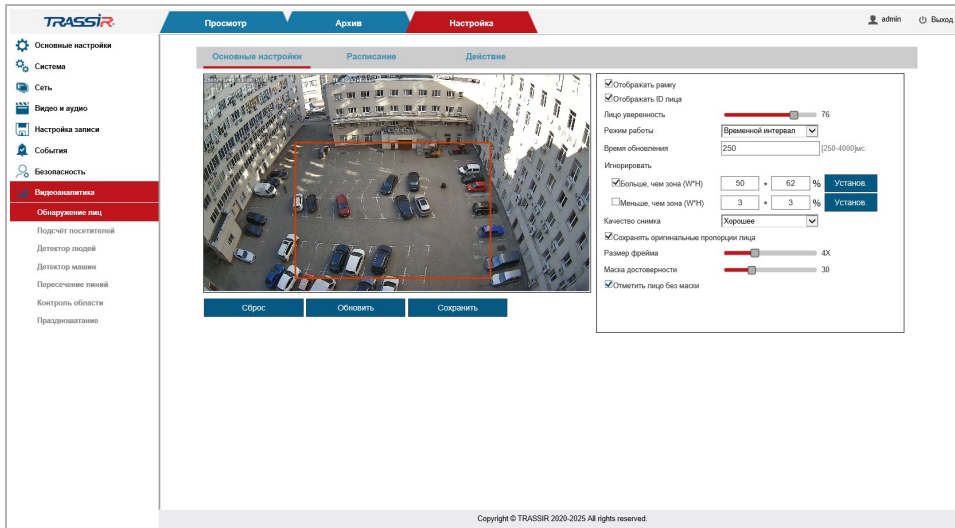 TRASSIR
Просмотр
Архив
Настройка
admin
Выход
Основные настройки
Система
Сеть
Видео и аудио
Настройка записи
События
Безопасность
Видеоаналитика
Обнаружение лиц
Подсчёт посетителей
Детектор людей
Детектор машин
Пересечение линий
Контроль области
Праздношатание
Основные настройки
Расписание
Действие
Сброс
Обновить
Сохранить
Отображать рамку
Отображать ID лица
Лицо уверенность 76
Режим работы Временной интервал
Время обновления 250 [250-4000]мс.
Игнорировать
Больше, чем зона (W*H) 50 * 62 % Установ.
Меньше, чем зона (W*H) 3 * 3 % Установ.
Качество снимка Хорошее
Сохранять оригинальные пропорции лица
Размер фрейма 4X
Маска достоверности 30
Отметить лицо без маски
Copyright © TRASSIR 2020-2025 All rights reserved.